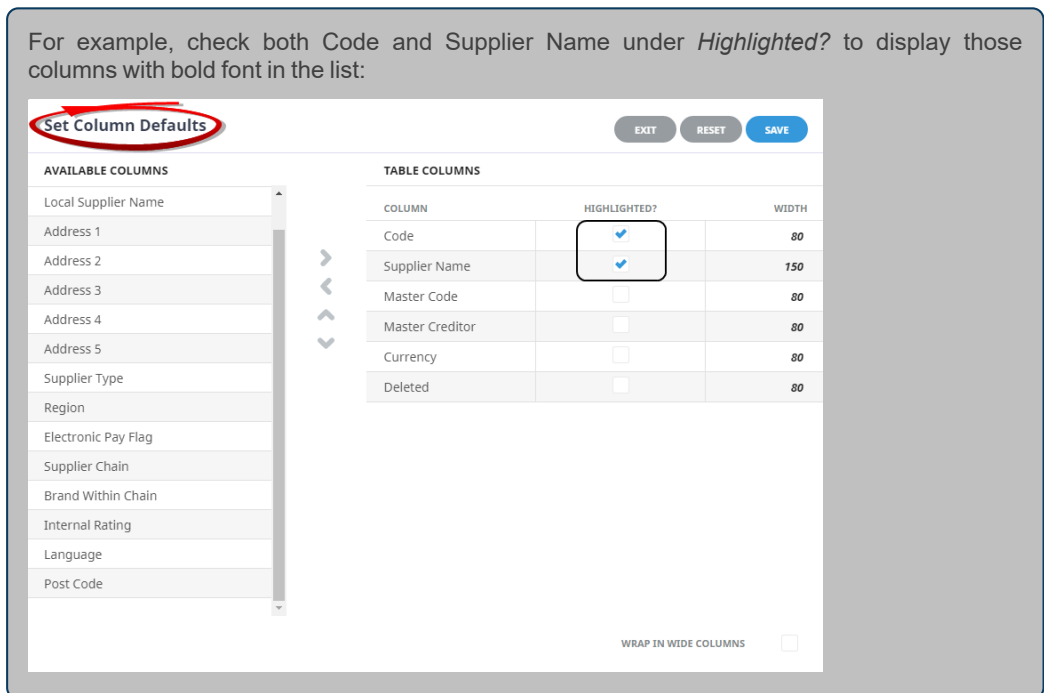 For example, check both Code and Supplier Name under Highlighted? to display those
columns with bold font in the list:
Set Column Defaults
EXIT
RESET
SAVE
AVAILABLE COLUMNS
Local Supplier Name
Address 1
Address 2
Address 3
Address 4
Address 5
Supplier Type
Region
Electronic Pay Flag
Supplier Chain
Brand Within Chain
Internal Rating
Language
Post Code
TABLE COLUMNS
COLUMN HIGHLIGHTED? WIDTH
Code 80
Supplier Name 150
Master Code 80
Master Creditor 80
Currency 80
Deleted 80
WRAP IN WIDE COLUMNS